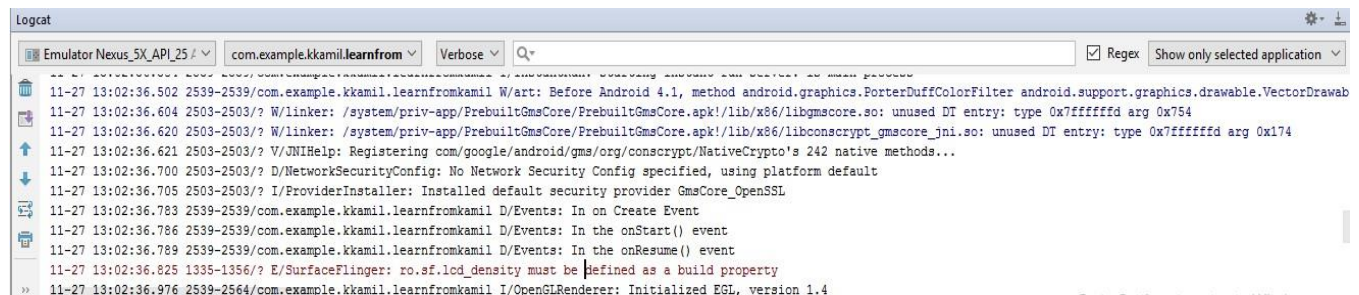 Logcat
Emulator Nexus_5X_API_25 com.example.kkamil.learnfrom Verbose Regex Show only selected application
11-27 13:02:36.502 2539-2539/com.example.kkamil.learnfromkamil W/art: Before Android 4.1, method android.graphics.PorterDuffColorFilter android.support.graphics.drawable.VectorDrawab
11-27 13:02:36.604 2503-2503/? W/linker: /system/priv-app/PrebuiltGmsCore/PrebuiltGmsCore.apk!/lib/x86/libgmscore.so: unused DT entry: type 0x7ffffffd arg 0x754
11-27 13:02:36.620 2503-2503/? W/linker: /system/priv-app/PrebuiltGmsCore/PrebuiltGmsCore.apk!/lib/x86/libconscrypt_gmscore_jni.so: unused DT entry: type 0x7ffffffd arg 0x174
11-27 13:02:36.621 2503-2503/? V/JNIHelp: Registering com/google/android/gms/org/conscrypt/NativeCrypto's 242 native methods...
11-27 13:02:36.700 2503-2503/? D/NetworkSecurityConfig: No Network Security Config specified, using platform default
11-27 13:02:36.705 2503-2503/? I/ProviderInstaller: Installed default security provider GmsCore_OpenSSL
11-27 13:02:36.783 2539-2539/com.example.kkamil.learnfromkamil D/Events: In on Create Event
11-27 13:02:36.786 2539-2539/com.example.kkamil.learnfromkamil D/Events: In the onStart() event
11-27 13:02:36.789 2539-2539/com.example.kkamil.learnfromkamil D/Events: In the onResume() event
11-27 13:02:36.825 1335-1356/? E/SurfaceFlinger: ro.sf.lcd_density must be defined as a build property
11-27 13:02:36.976 2539-2564/com.example.kkamil.learnfromkamil I/OpenGLRenderer: Initialized EGL, version 1.4